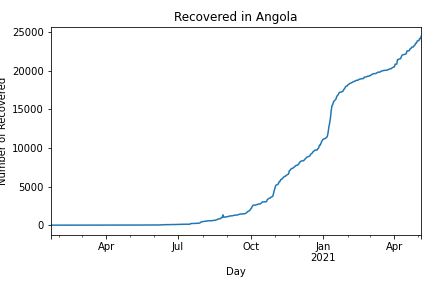 Recovered in Angola
25000
20000
15000
10000
5000
0
Number of Recovered
Apr
Jul
Oct
Jan
2021
Apr
Day